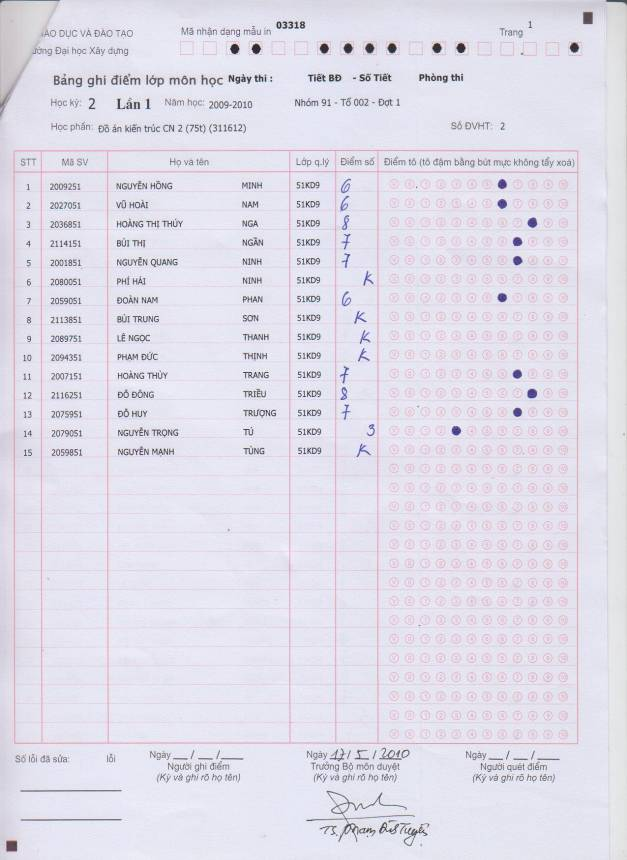 DỤC VÀ ĐÀO TẠO
Mã nhận dạng mẫu in 03318
Trang 1
Đại học Xây dựng
Bảng ghi điểm lớp môn học Ngày thi : Tiết BĐ - Số Tiết Phòng thi
Học kỳ: 2 Lần 1 Năm học: 2009-2010 Nhóm 91 - Tổ 002 - Đợt 1
Học phần: Đồ án kiến trúc CN 2 (75t) (311612) Số ĐVHT: 2
STT Mã SV Họ và tên Lớp q.lý Điểm số Điểm tô (tô đậm bằng bút mực không tẩy xoá)
1 2009251 NGUYỄN HỒNG MINH 51KD9 6
2 2027051 VŨ HOÀI NAM 51KD9 6
3 2036851 HOÀNG THỊ THÚY NGA 51KD9 8
4 2114151 BÙI THỊ NGÂN 51KD9 7
5 2001851 NGUYỄN QUANG NINH 51KD9 7
6 2080051 PHÍ HẢI NINH 51KD9 K
7 2059051 ĐOÀN NAM PHAN 51KD9 6
8 2113851 BÙI TRUNG SƠN 51KD9 K
9 2089751 LÊ NGỌC THANH 51KD9 K
10 2094351 PHẠM ĐỨC THỊNH 51KD9 K
11 2007151 HOÀNG THÙY TRANG 51KD9 7
12 2116251 ĐỖ ĐÔNG TRIỀU 51KD9 8
13 2075951 ĐỖ HUY TRƯỢNG 51KD9 7
14 2079051 NGUYỄN TRỌNG TÚ 51KD9 3
15 2059851 NGUYỄN MẠNH TÙNG 51KD9 K
Số lỗi đã sửa: lỗi Ngày __/__/__ Ngày 17/5/2010 Ngày __/__/__
Người ghi điểm Trưởng Bộ môn duyệt Người quét điểm
(Ký và ghi rõ họ tên) (Ký và ghi rõ họ tên) (Ký và ghi rõ họ tên)
TS. Phạm Đức Tuyển